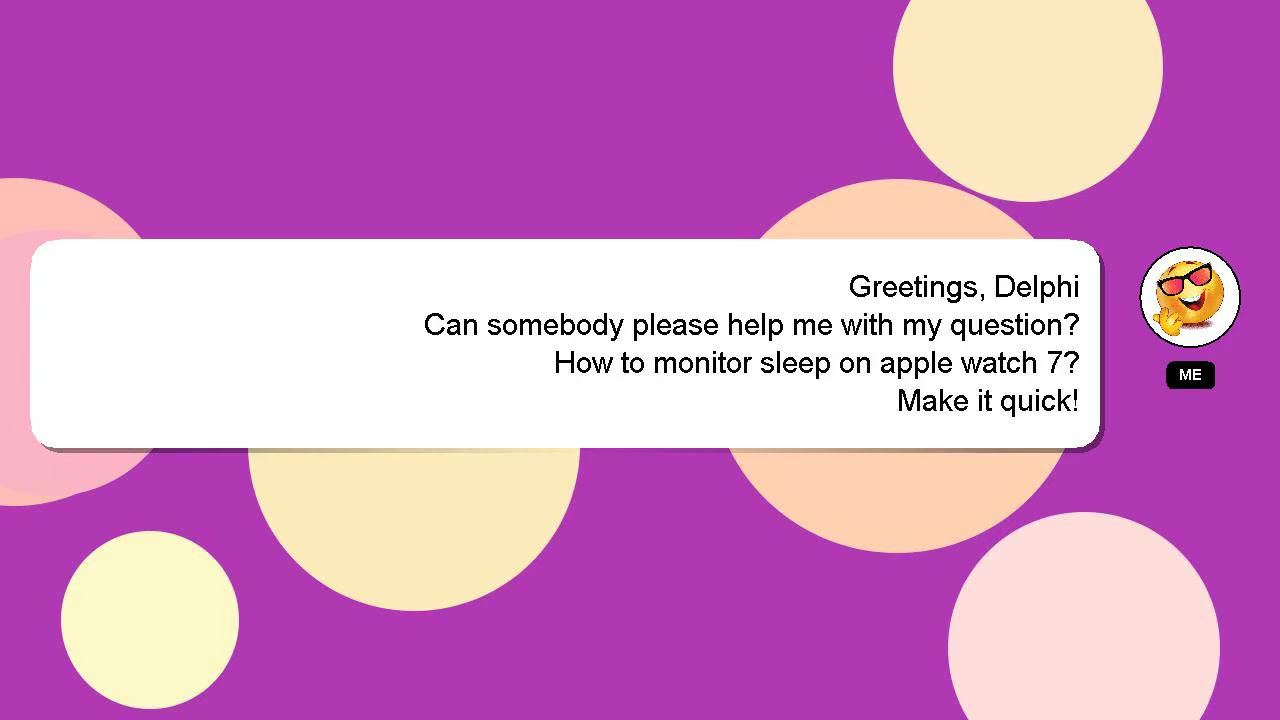 Greetings, Delphi
Can somebody please help me with my question?
How to monitor sleep on apple watch 7?
Make it quick!
ME